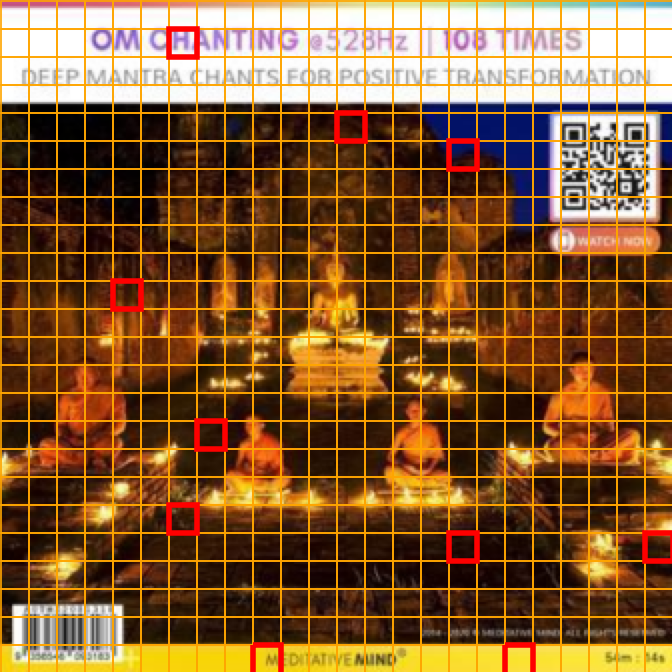 OM CHANTING @528Hz | 108 TIMES
DEEP MANTRA CHANTS FOR POSITIVE TRANSFORMATION
WATCH NOW
MEDITATIVE MIND®
54m : 14s